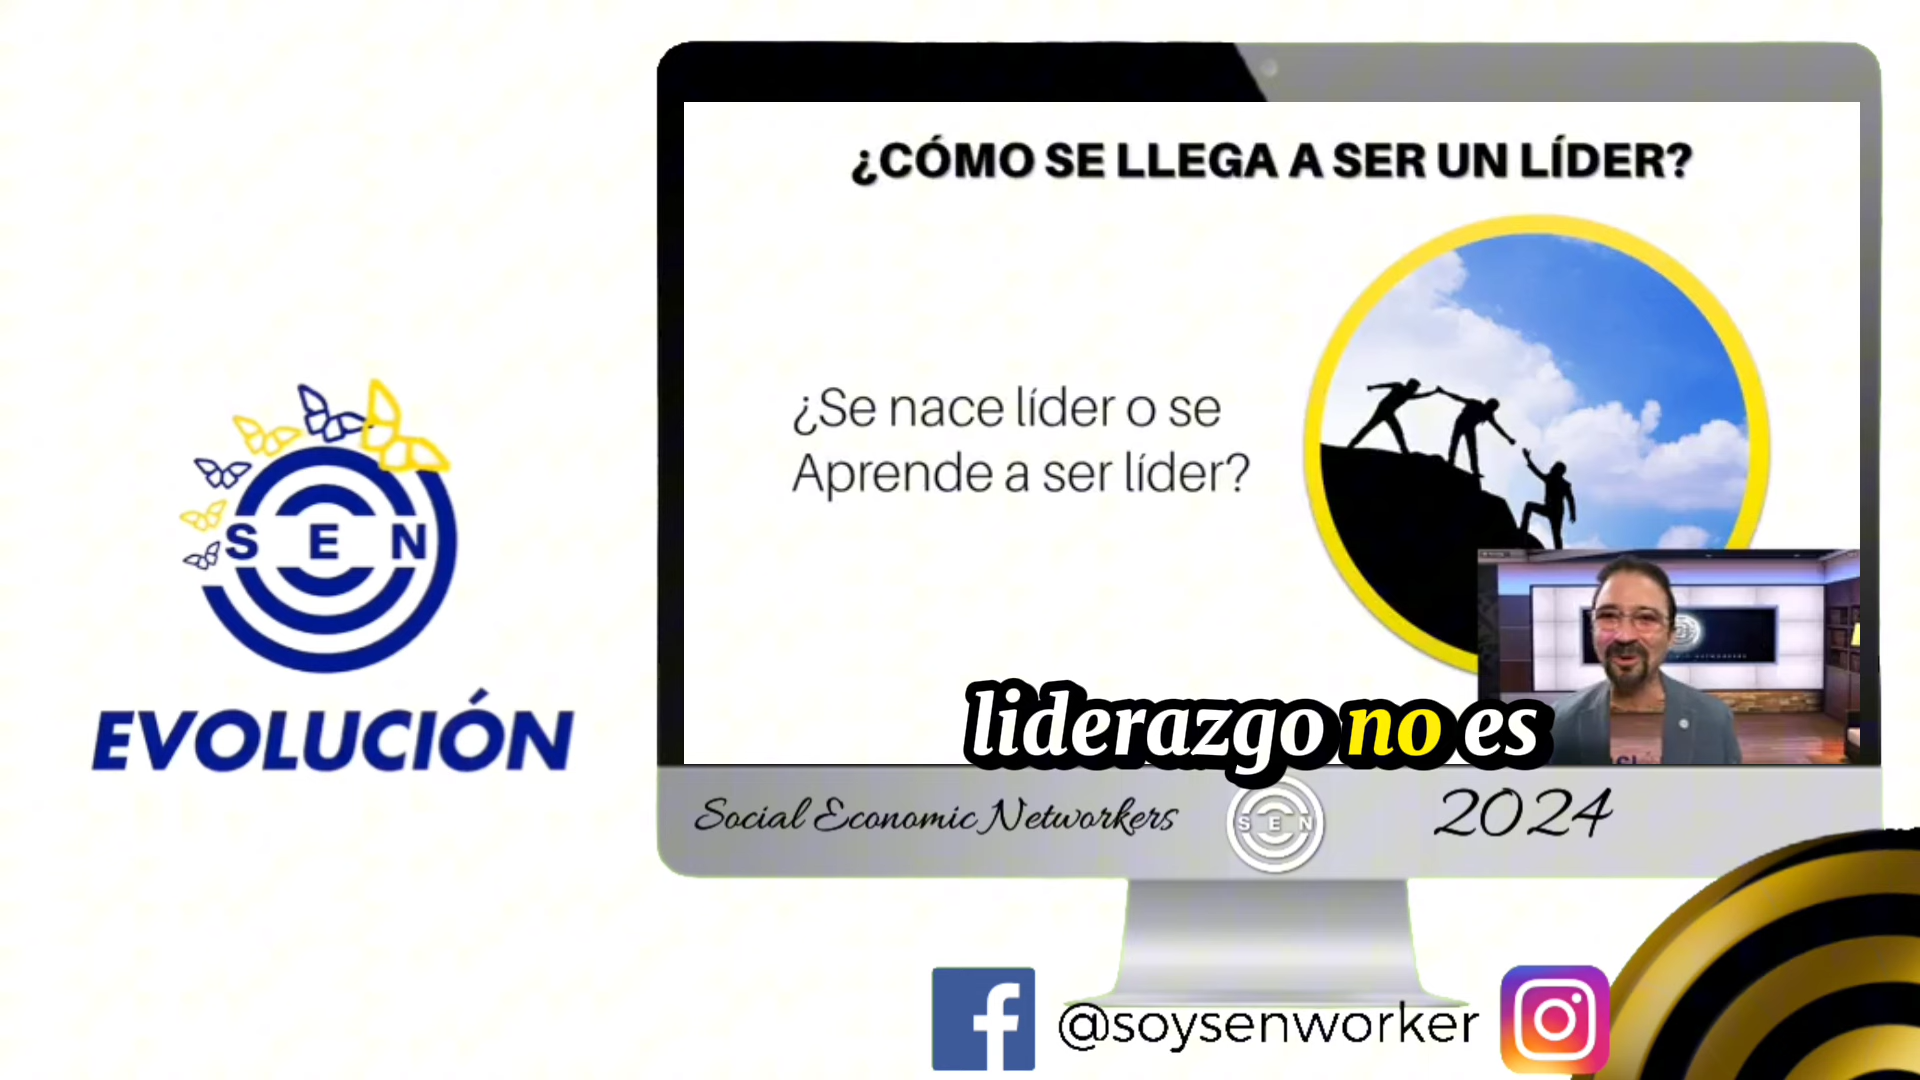 ¿CÓMO SE LLEGA A SER UN LÍDER?
¿Se nace líder o se
Aprende a ser líder?
S E N
EVOLUCIÓN
liderazgo no es
Social Economic Networkers
S E N
2024
@soysenworker